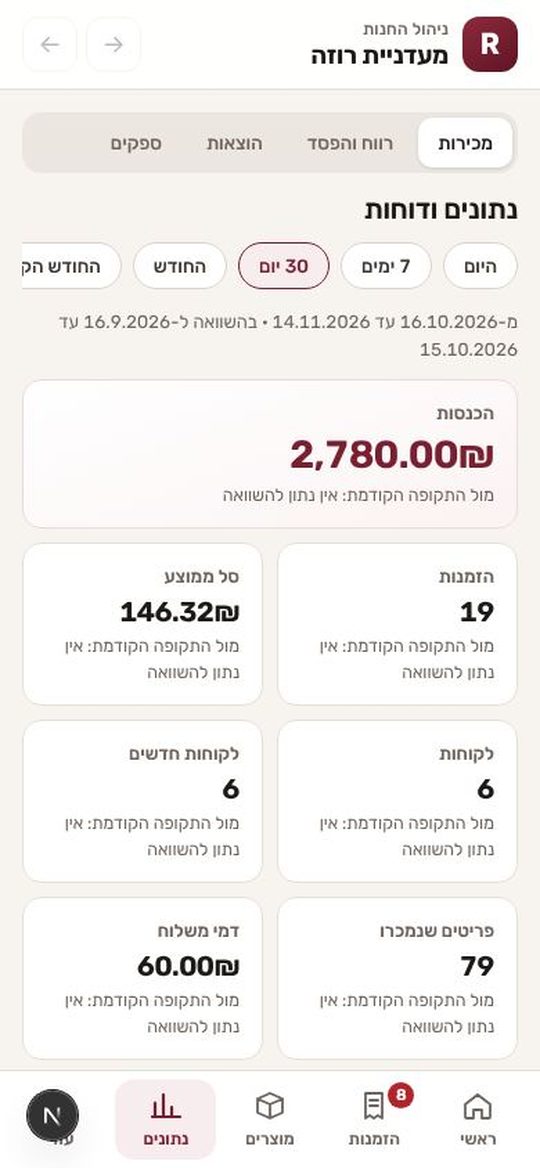 ניהול החנות
מעדניית רוזה
R
מכירות
רווח והפסד
הוצאות
ספקים
נתונים ודוחות
היום
7 ימים
30 יום
החודש
החודש הק
מ-16.10.2026 עד 14.11.2026 • בהשוואה ל-16.9.2026 עד
15.10.2026
הכנסות
₪2,780.00
מול התקופה הקודמת: אין נתון להשוואה
הזמנות
19
מול התקופה הקודמת: אין
נתון להשוואה
סל ממוצע
₪146.32
מול התקופה הקודמת: אין
נתון להשוואה
לקוחות
6
מול התקופה הקודמת: אין
נתון להשוואה
לקוחות חדשים
6
מול התקופה הקודמת: אין
נתון להשוואה
פריטים שנמכרו
79
מול התקופה הקודמת: אין
נתון להשוואה
דמי משלוח
₪60.00
מול התקופה הקודמת: אין
נתון להשוואה
ראשי
8
הזמנות
מוצרים
נתונים
N